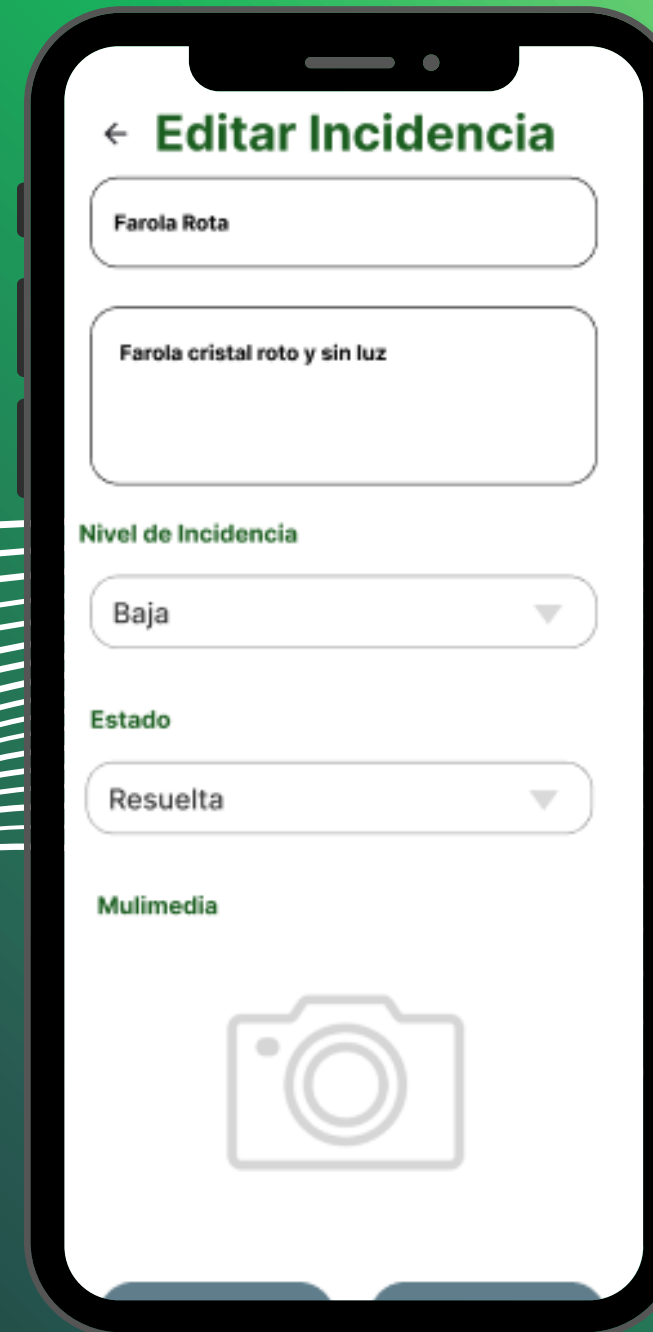 Editar Incidencia
Farola Rota
Farola cristal roto y sin luz
Nivel de Incidencia
Baja
Estado
Resuelta
Mulimedia